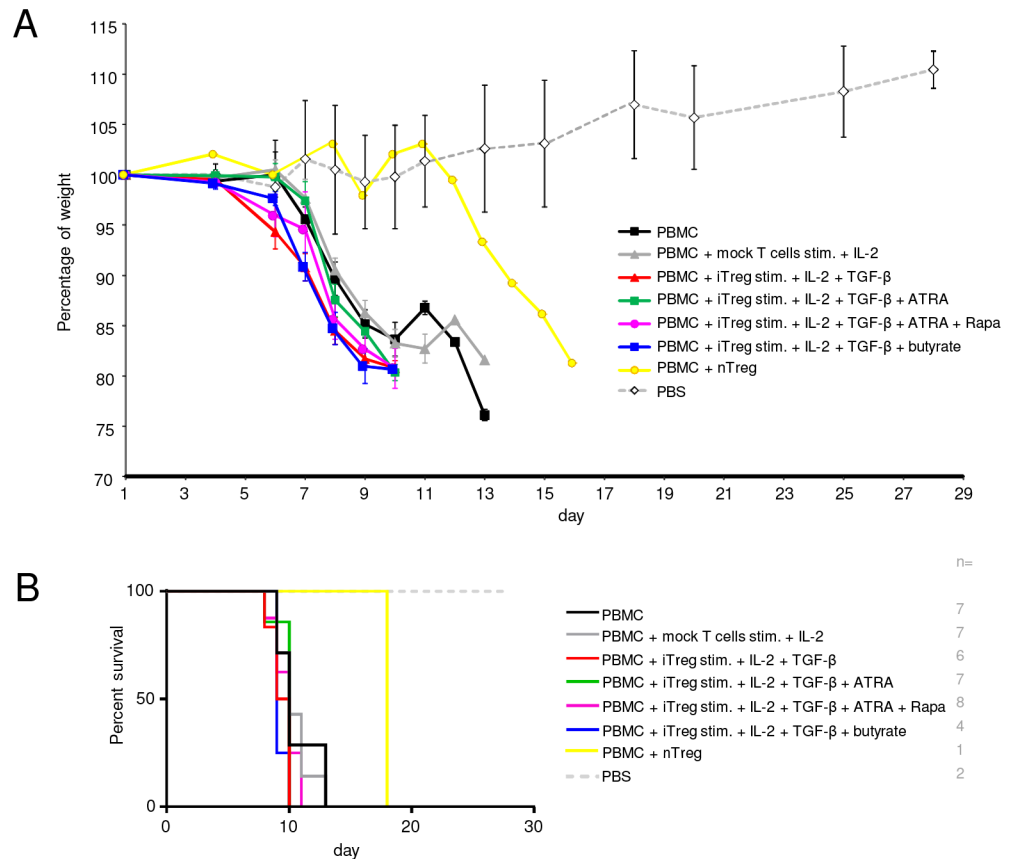 A
115
110
105
100
95
90
85
80
75
70
Percentage of weight
1 3 5 7 9 11 13 15 17 19 21 23 25 27 29
day
PBMC
PBMC + mock T cells stim. + IL-2
PBMC + iTreg stim. + IL-2 + TGF-β
PBMC + iTreg stim. + IL-2 + TGF-β + ATRA
PBMC + iTreg stim. + IL-2 + TGF-β + ATRA + Rapa
PBMC + iTreg stim. + IL-2 + TGF-β + butyrate
PBMC + nTreg
PBS
B
100
50
0
Percent survival
0 10 20 30
day
n=
PBMC 7
PBMC + mock T cells stim. + IL-2 7
PBMC + iTreg stim. + IL-2 + TGF-β 6
PBMC + iTreg stim. + IL-2 + TGF-β + ATRA 7
PBMC + iTreg stim. + IL-2 + TGF-β + ATRA + Rapa 8
PBMC + iTreg stim. + IL-2 + TGF-β + butyrate 4
PBMC + nTreg 1
PBS 2